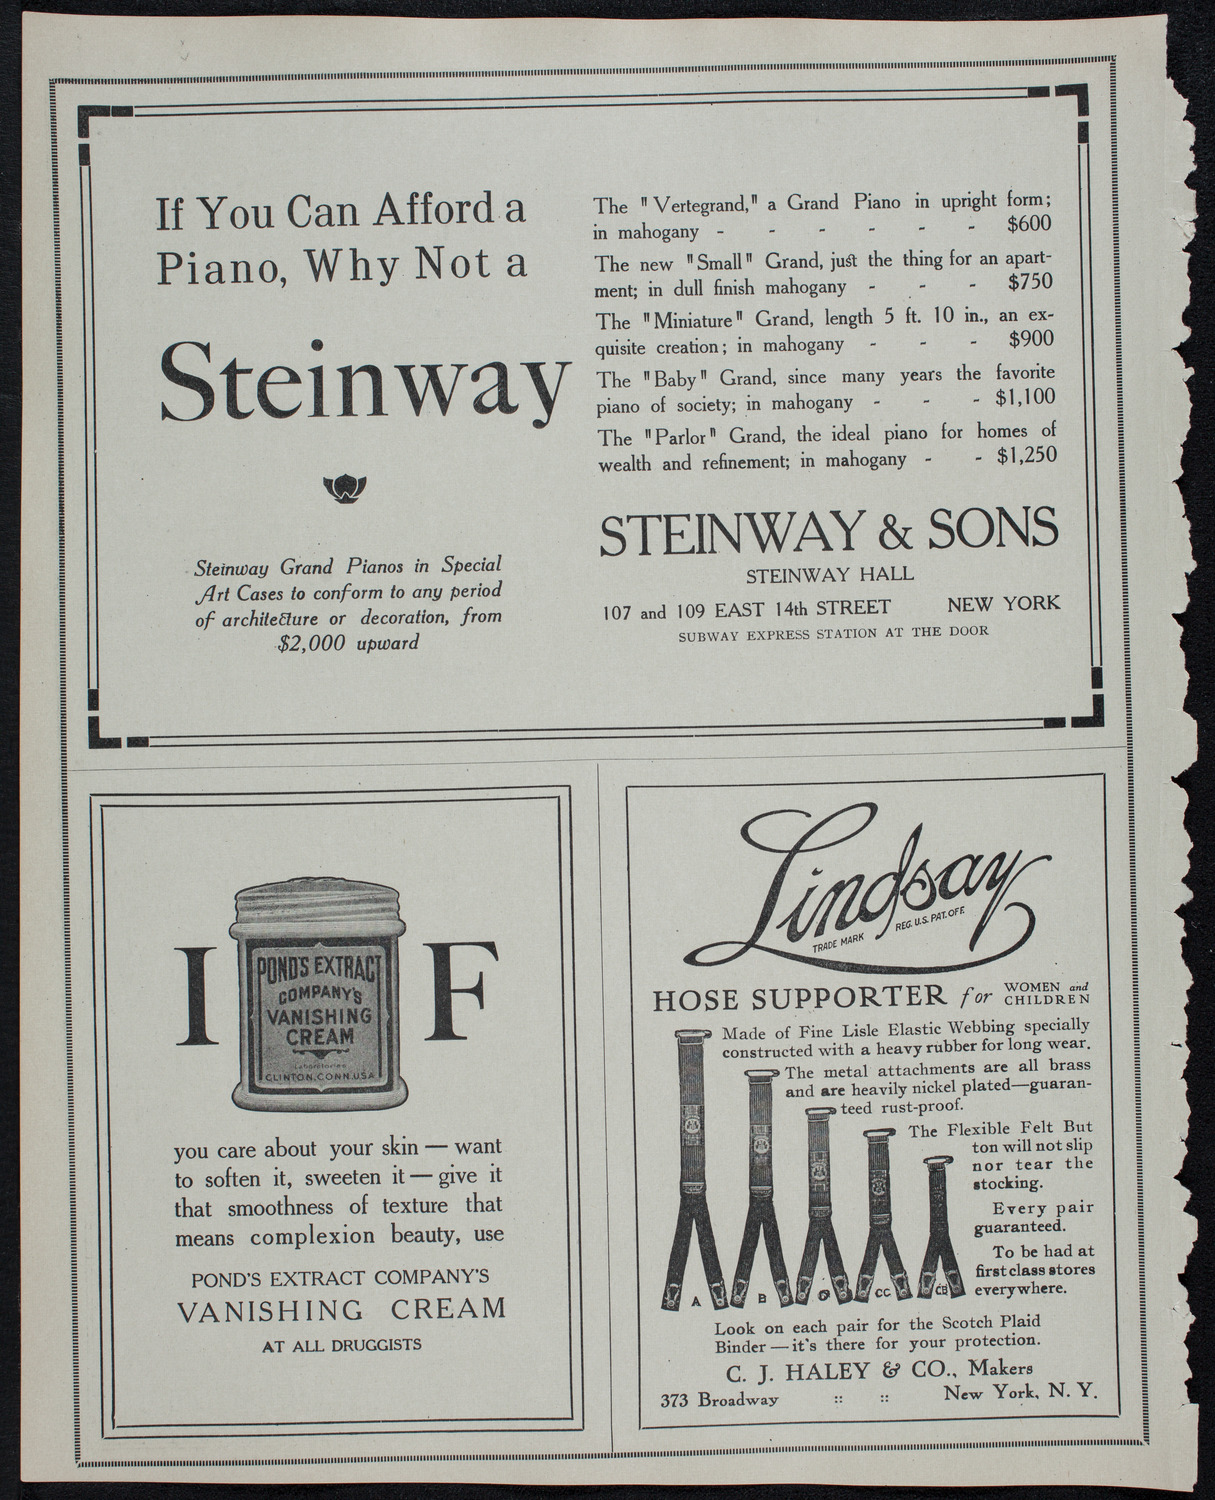 If You Can Afford a
Piano, Why Not a
Steinway
Steinway Grand Pianos in Special
Art Cases to conform to any period
of architecture or decoration, from
$2,000 upward
The "Vertegrand," a Grand Piano in upright form;
in mahogany - - - - - - $600
The new "Small" Grand, just the thing for an apart-
ment; in dull finish mahogany - - - $750
The "Miniature" Grand, length 5 ft. 10 in., an ex-
quisite creation; in mahogany - - - $900
The "Baby" Grand, since many years the favorite
piano of society; in mahogany - - - $1,100
The "Parlor" Grand, the ideal piano for homes of
wealth and refinement; in mahogany - - $1,250
STEINWAY & SONS
STEINWAY HALL
107 and 109 EAST 14th STREET NEW YORK
SUBWAY EXPRESS STATION AT THE DOOR
I F
POND'S EXTRACT
COMPANY'S
VANISHING
CREAM
Laboratories
CLINTON, CONN. USA
you care about your skin — want
to soften it, sweeten it — give it
that smoothness of texture that
means complexion beauty, use
POND'S EXTRACT COMPANY'S
VANISHING CREAM
AT ALL DRUGGISTS
Lindsay
TRADE MARK REG. U.S. PAT. OFF.
HOSE SUPPORTER for WOMEN and
CHILDREN
Made of Fine Lisle Elastic Webbing specially
constructed with a heavy rubber for long wear.
The metal attachments are all brass
and are heavily nickel plated—guaran-
teed rust-proof.
The Flexible Felt But
ton will not slip
nor tear the
stocking.
Every pair
guaranteed.
To be had at
first class stores
everywhere.
A B C CC CB
Look on each pair for the Scotch Plaid
Binder — it's there for your protection.
C. J. HALEY & CO., Makers
373 Broadway :: :: New York, N. Y.